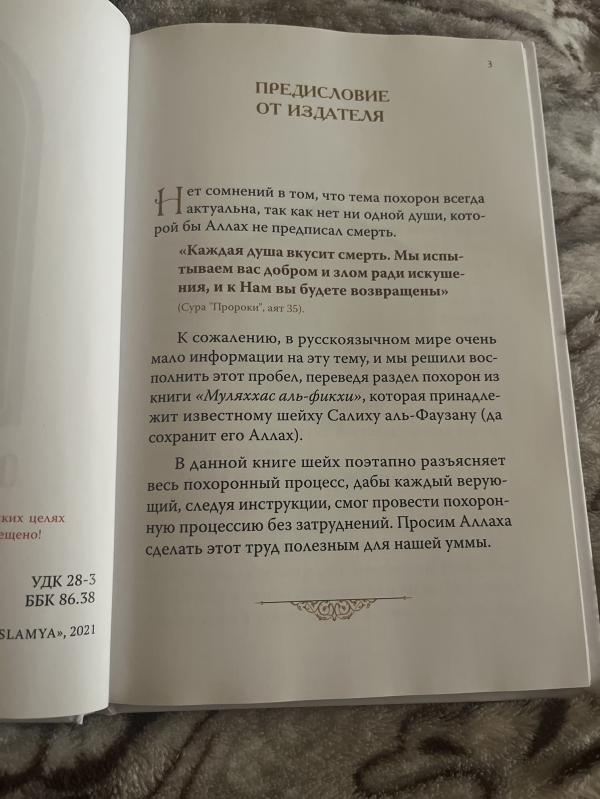 ких целях
ещено!
УДК 28-3
ББК 86.38
SLAMYA», 2021
3
ПРЕДИСЛОВИЕ
ОТ ИЗДАТЕЛЯ
Нет сомнений в том, что тема похорон всегда
актуальна, так как нет ни одной души, кото-
рой бы Аллах не предписал смерть.
«Каждая душа вкусит смерть. Мы испы-
тываем вас добром и злом ради искуше-
ния, и к Нам вы будете возвращены»
(Сура "Пророки", аят 35).
К сожалению, в русскоязычном мире очень
мало информации на эту тему, и мы решили вос-
полнить этот пробел, переведя раздел похорон из
книги «Муляххас аль-фикхи», которая принадле-
жит известному шейху Салиху аль-Фаузану (да
сохранит его Аллах).
В данной книге шейх поэтапно разъясняет
весь похоронный процесс, дабы каждый верую-
щий, следуя инструкции, смог провести похорон-
ную процессию без затруднений. Просим Аллаха
сделать этот труд полезным для нашей уммы.